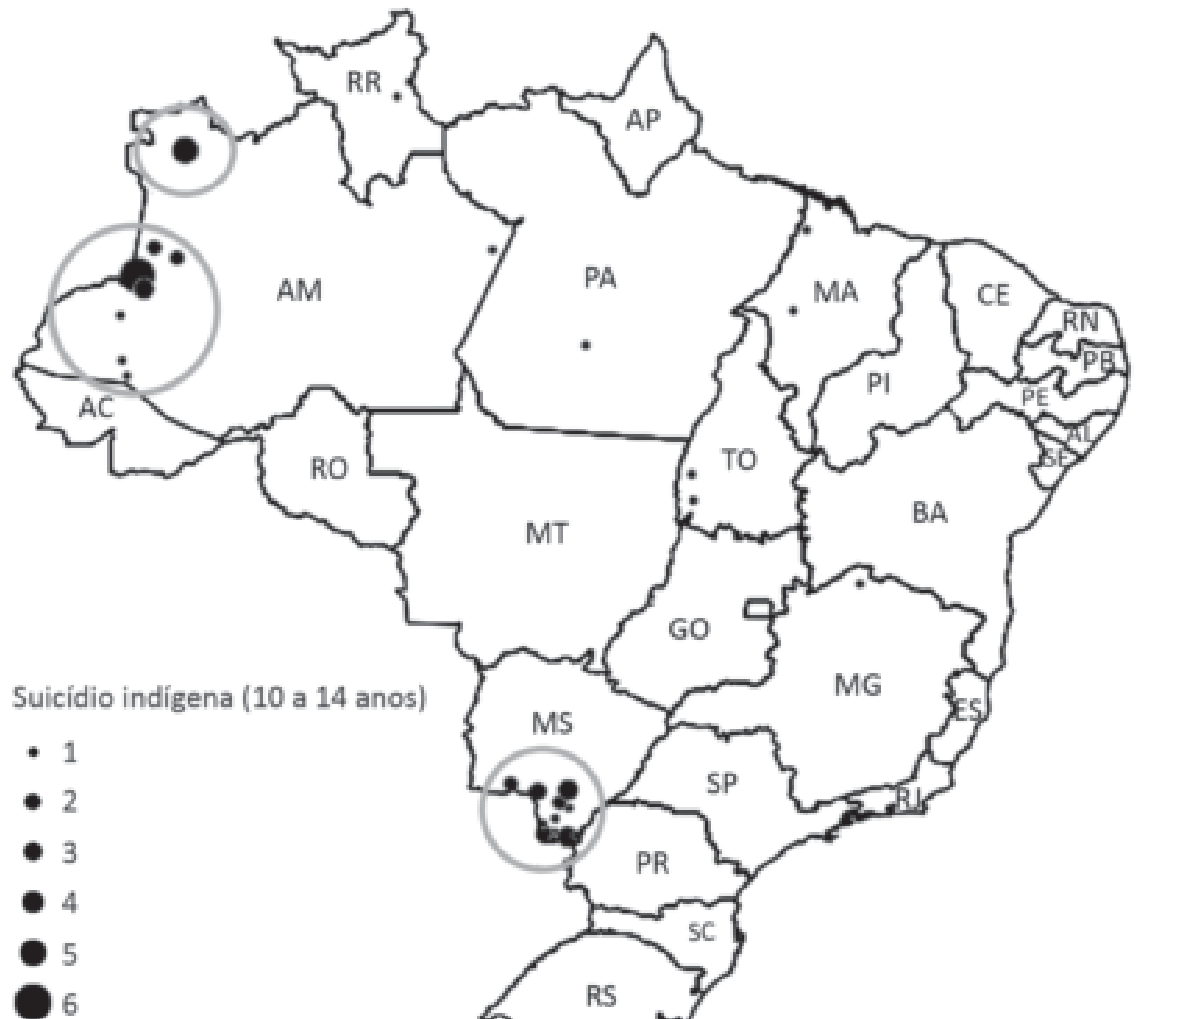 RR
AP
AM
PA
MA
CE
RN
PB
PI
PE
AC
AL
SE
RO
TO
BA
MT
GO
MG
ES
Suicídio indígena (10 a 14 anos)
MS
1
SP
2
RJ
3
PR
4
SC
5
RS
6